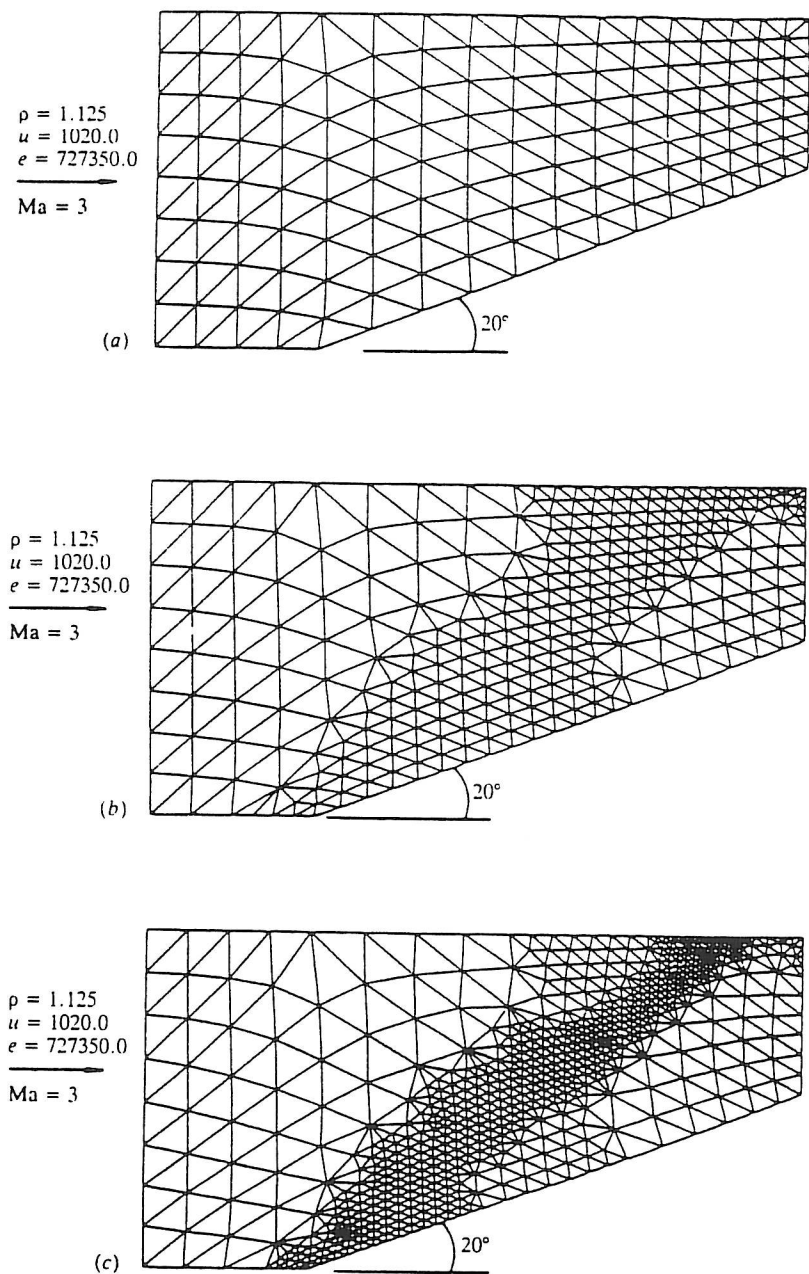 ρ = 1.125
u = 1020.0
e = 727350.0
Ma = 3
20°
(a)
ρ = 1.125
u = 1020.0
e = 727350.0
Ma = 3
20°
(b)
ρ = 1.125
u = 1020.0
e = 727350.0
Ma = 3
20°
(c)